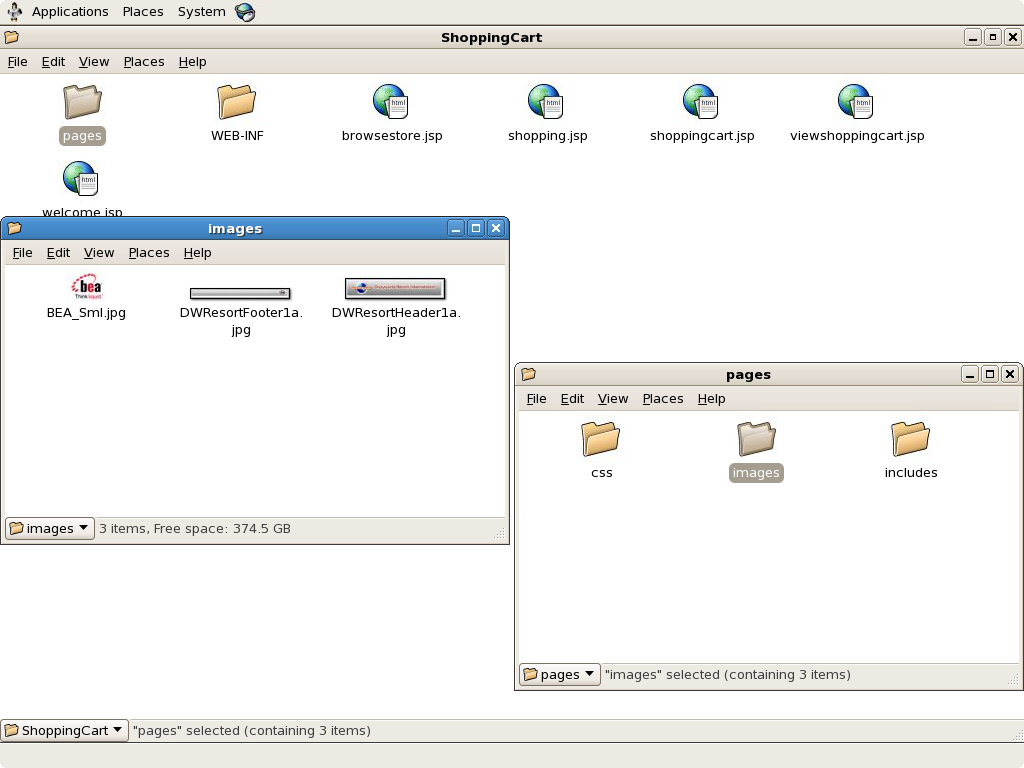 Applications Places System
ShoppingCart
File Edit View Places Help
pages WEB-INF browsestore.jsp shopping.jsp shoppingcart.jsp viewshoppingcart.jsp
welcome.jsp
images
File Edit View Places Help
bea
Think liquid
BEA_Sml.jpg DWResortFooter1a. DWResortHeader1a.
jpg jpg
images 3 items, Free space: 374.5 GB
pages
File Edit View Places Help
css images includes
pages "images" selected (containing 3 items)
ShoppingCart "pages" selected (containing 3 items)